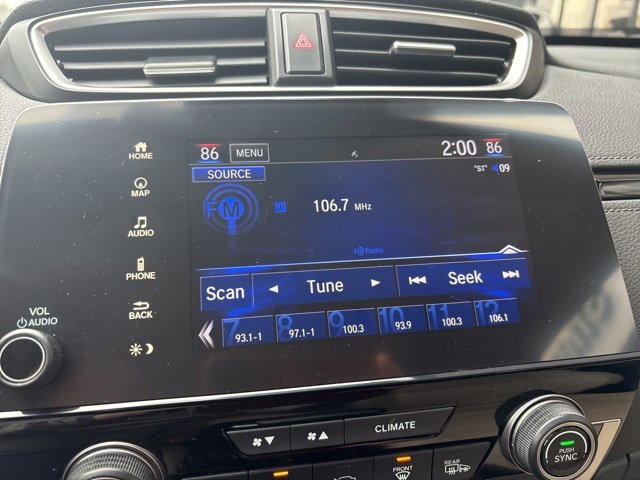 86 MENU 2:00 86
SOURCE "ST" 09
FM 106.7 MHz
HD Radio
Scan Tune Seek
7 93.1-1 8 97.1-1 9 100.3 10 93.9 11 100.3 12 106.1
HOME
MAP
AUDIO
PHONE
BACK
VOL
AUDIO
CLIMATE
PUSH
SYNC
FRONT
REAR